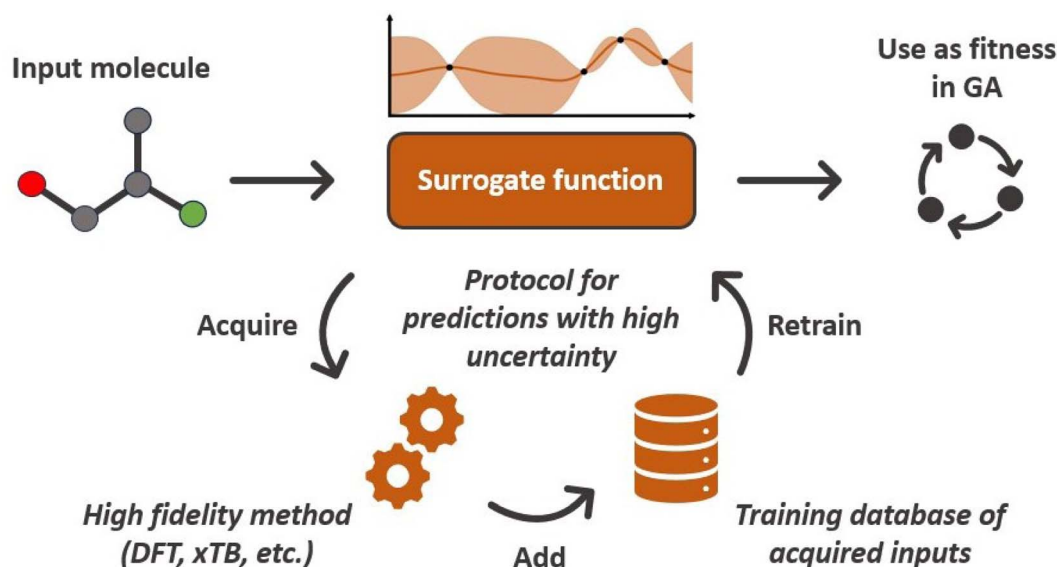 Input molecule
Use as fitness
in GA
Surrogate function
Protocol for
predictions with high
uncertainty
Acquire
Retrain
High fidelity method
(DFT, xTB, etc.)
Add
Training database of
acquired inputs